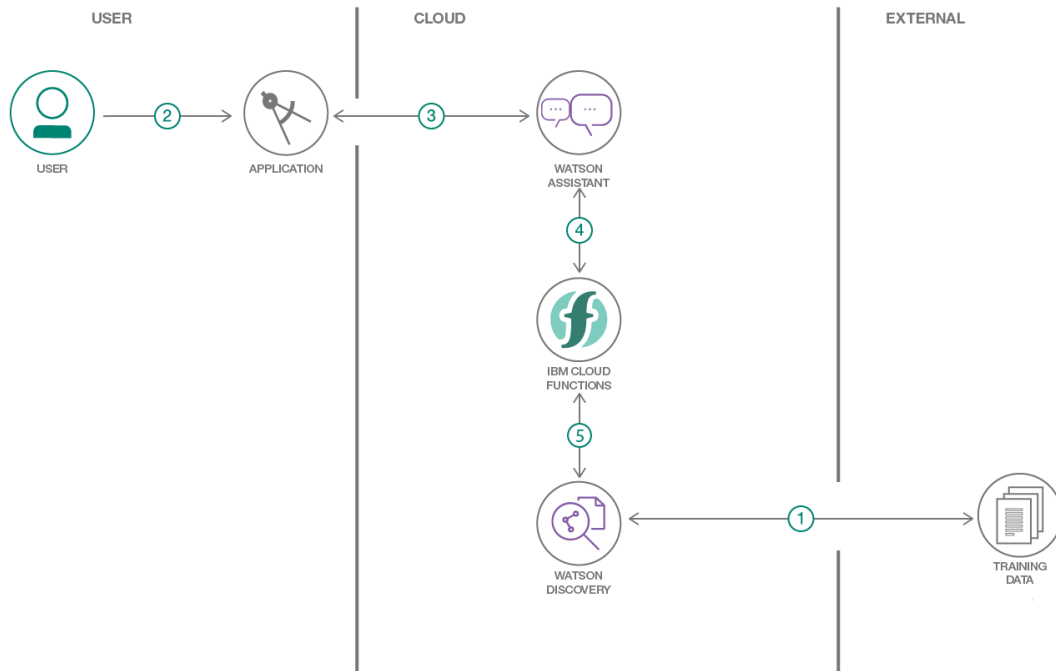 USER
CLOUD
EXTERNAL
2
3
USER
APPLICATION
WATSON
ASSISTANT
4
IBM CLOUD
FUNCTIONS
5
1
WATSON
DISCOVERY
TRAINING
DATA